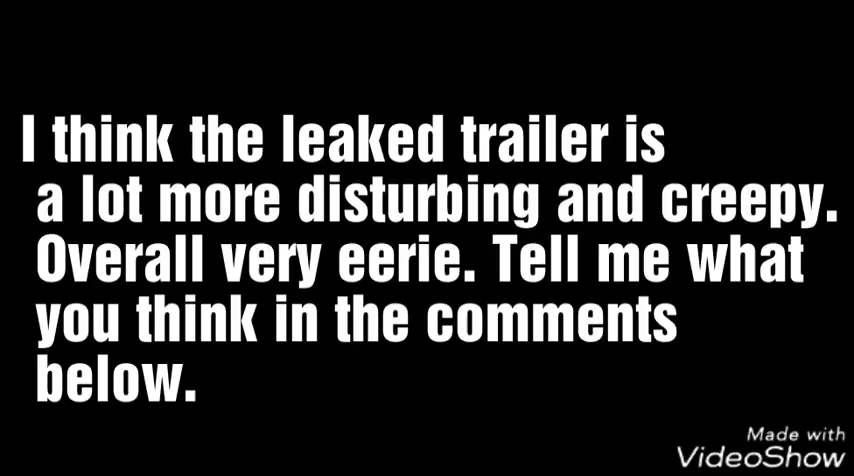 I think the leaked trailer is
a lot more disturbing and creepy.
Overall very eerie. Tell me what
you think in the comments
below.
Made with
VideoShow